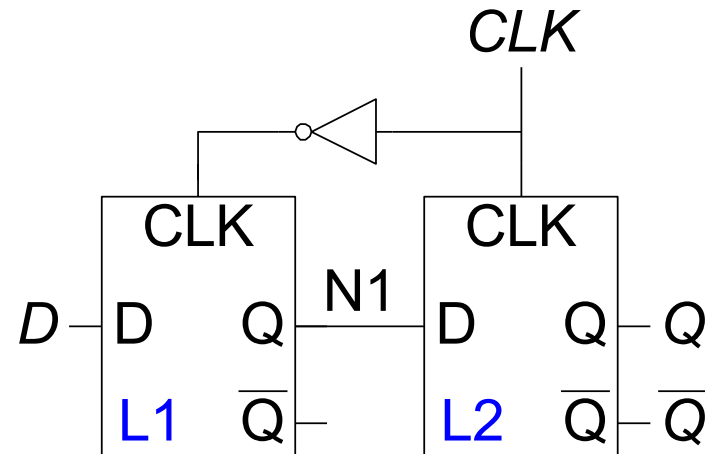 CLK
CLK CLK
N1
D D Q D Q Q
L1 Q̅ L2 Q̅ Q̅